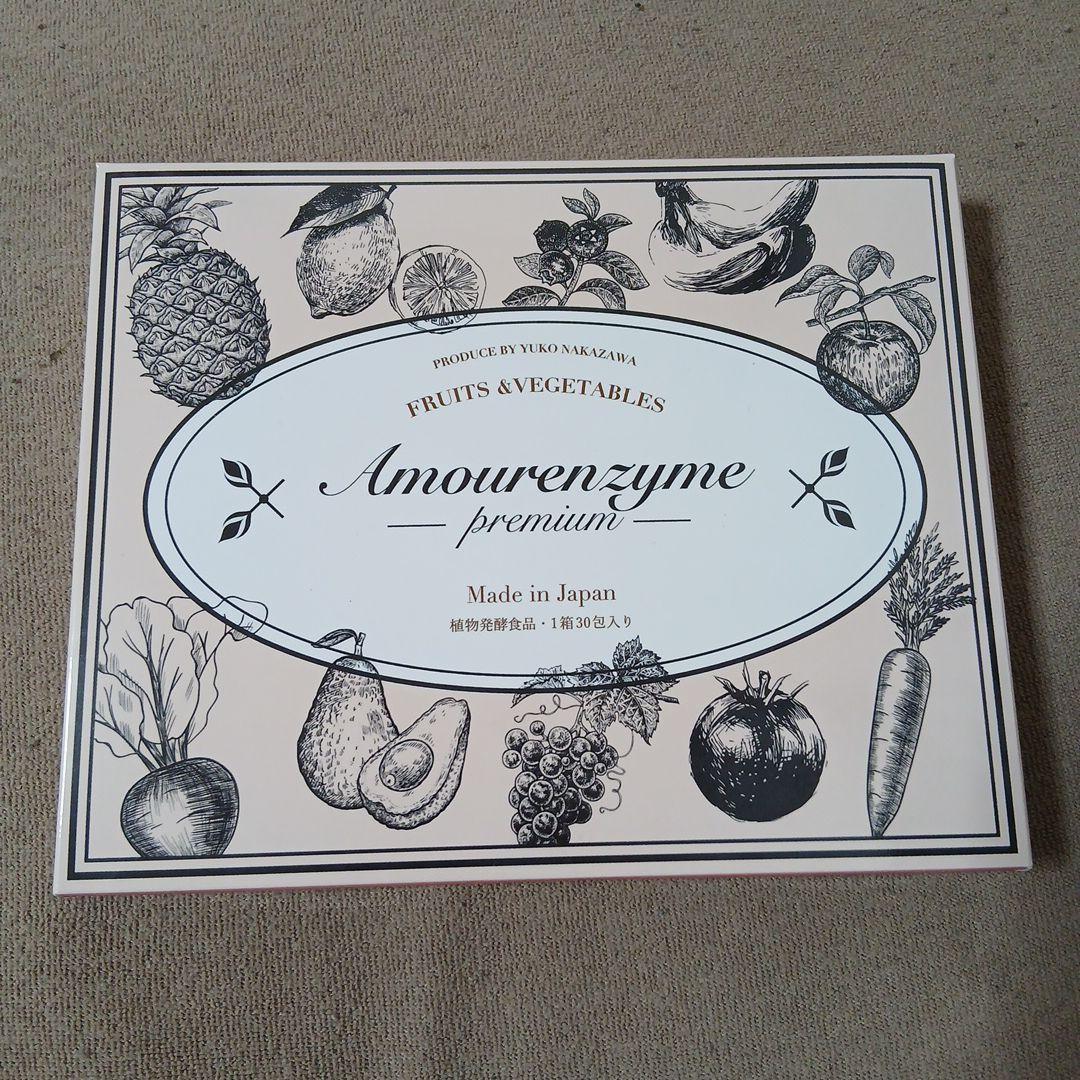 PRODUCE BY YUKO NAKAZAWA
FRUITS &VEGETABLES
Amourenzyme
premium
Made in Japan
植物発酵食品・1箱30包入り